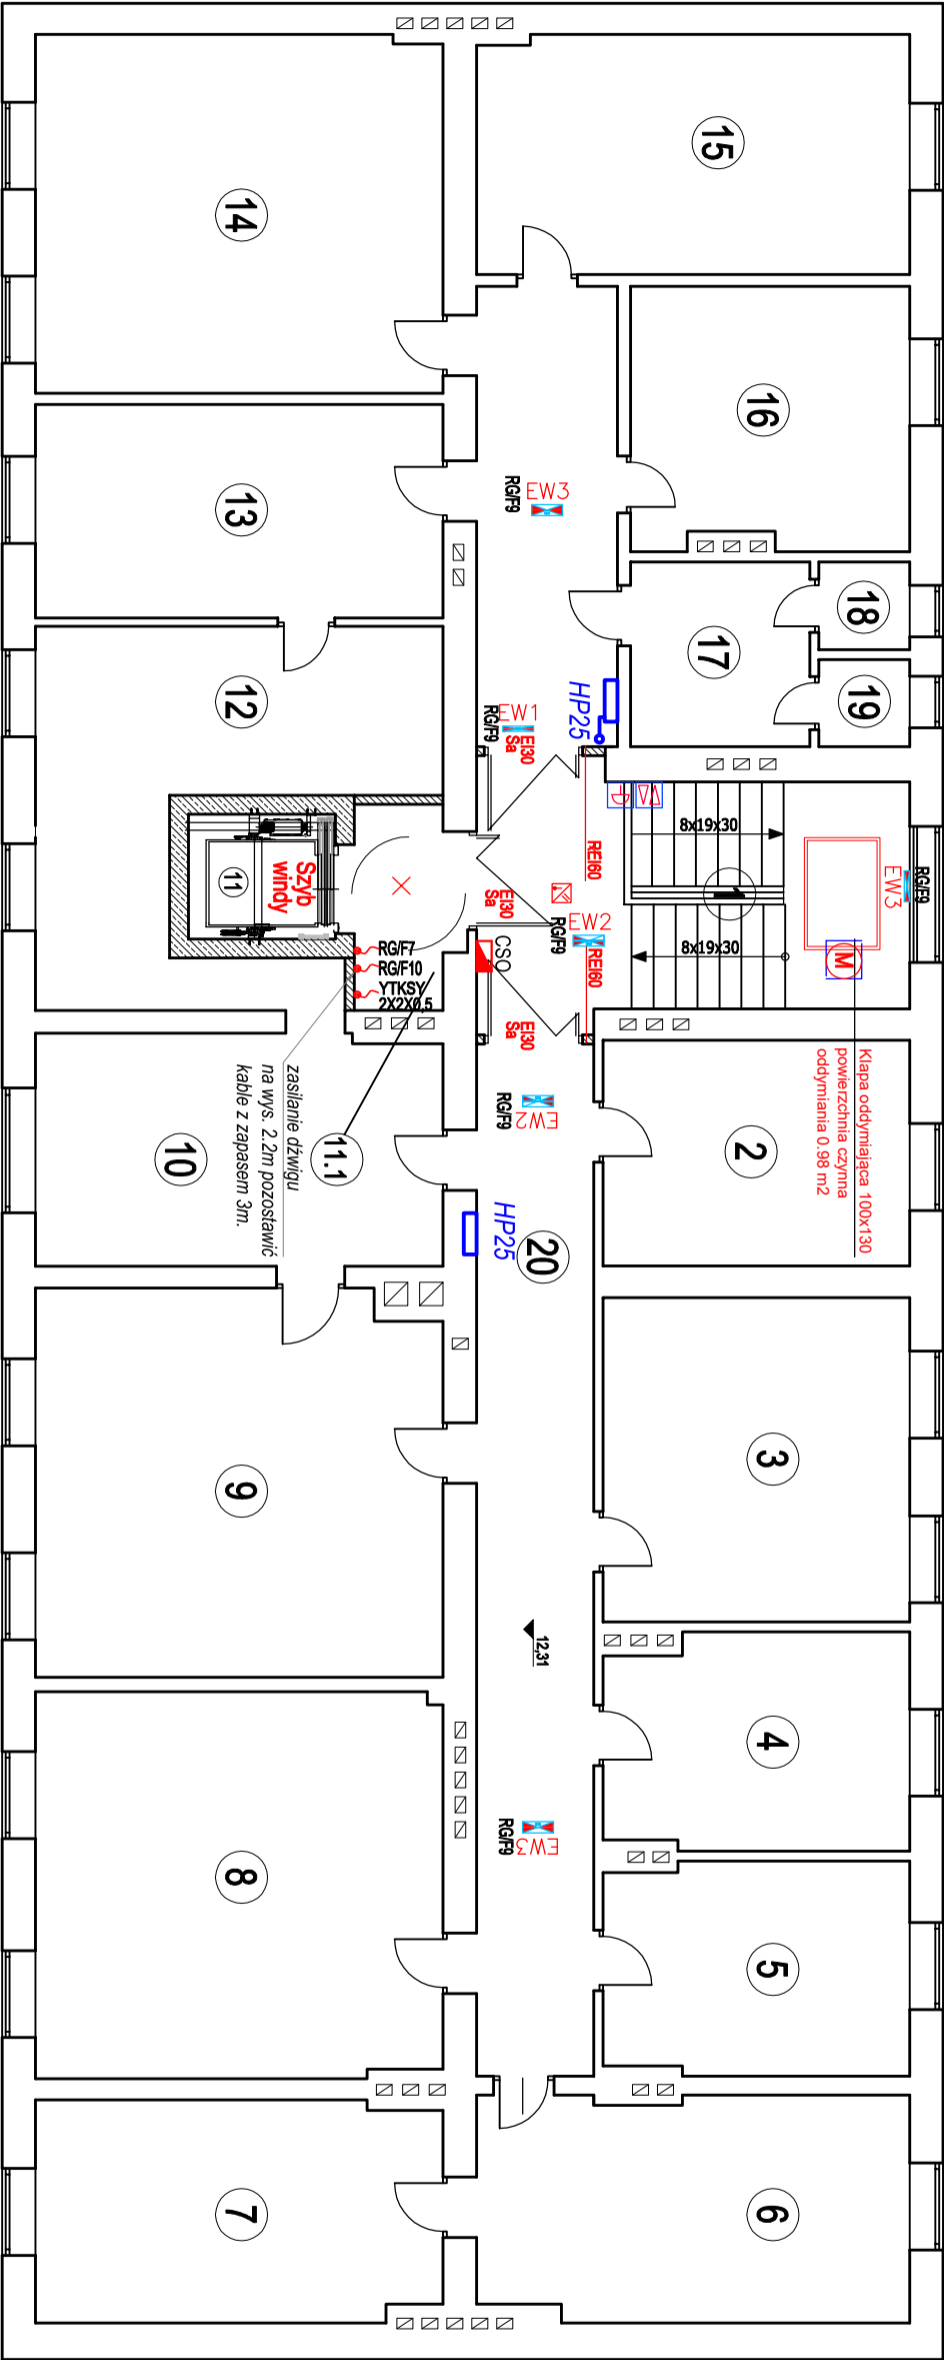 15
14
16
13
EW3
RG/F9
18
17
19
12
HP25
EW1
RG/F9
EI30
Sa
8x19x30
REI60
RG/F9
EW3
1
Szyb
windy
11
EI30
Sa
EW2
RG/F9
REI60
CSO
8x19x30
M
RG/F7
RG/F10
YTKSY
2X2X0,5
EI30
Sa
Klapa oddymiająca 100x130
powierzchnia czynna
oddymiania 0.98 m2
zasilanie dźwigu
na wys. 2.2m pozostawić
kable z zapasem 3m.
EW2
RG/F9
2
11.1
10
HP25
20
3
9
12,31
4
EW3
RG/F9
8
5
7
6